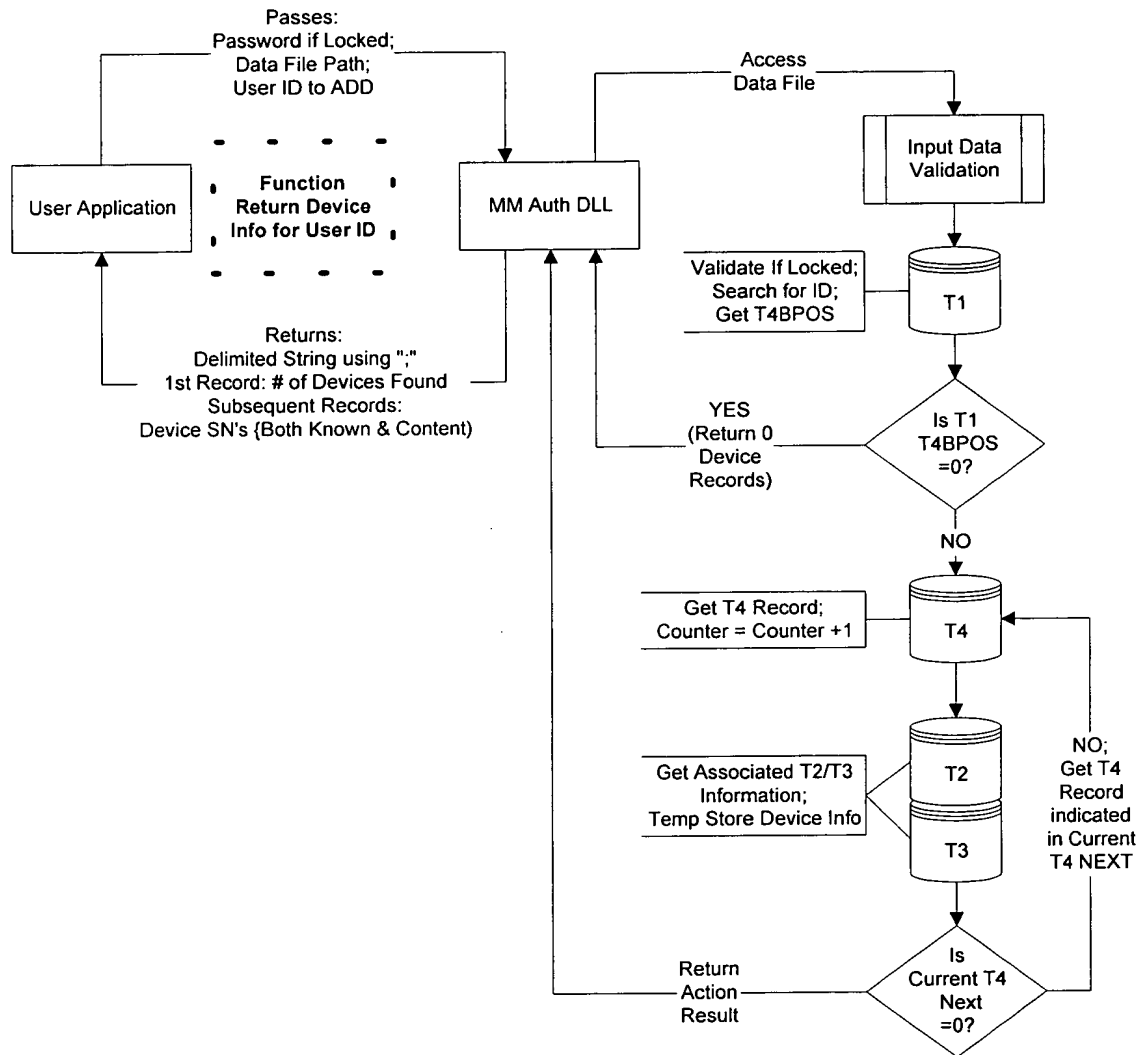 Passes:
Password if Locked;
Data File Path;
User ID to ADD
Access
Data File
Input Data
Validation
User Application
Function
Return Device
Info for User ID
MM Auth DLL
Validate If Locked;
Search for ID;
Get T4BPOS
T1
Returns:
Delimited String using ";"
1st Record: # of Devices Found
Subsequent Records:
Device SN's {Both Known & Content)
YES
(Return 0
Device
Records)
Is T1
T4BPOS
=0?
NO
Get T4 Record;
Counter = Counter +1
T4
Get Associated T2/T3
Information;
Temp Store Device Info
T2
T3
NO;
Get T4
Record
indicated
in Current
T4 NEXT
Return
Action
Result
Is
Current T4
Next
=0?